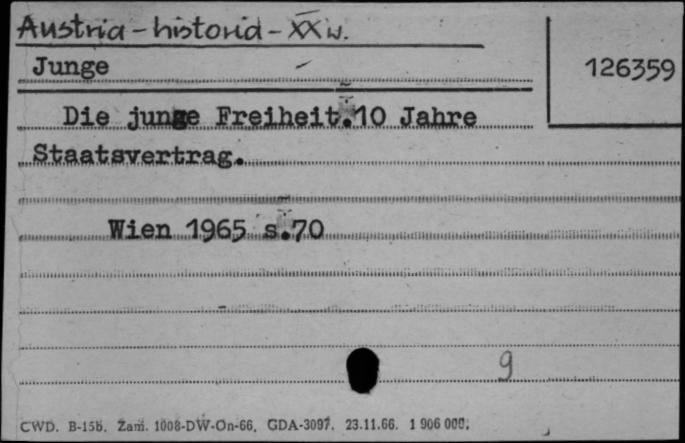 Austria - historia - XX w.
Junge
126359
Die junge Freiheit.10 Jahre
Staatsvertrag.
Wien 1965 s.70
9
CWD. B-15b. Zam. 1008-DW-On-66. GDA-3097. 23.11.66. 1 906 000.